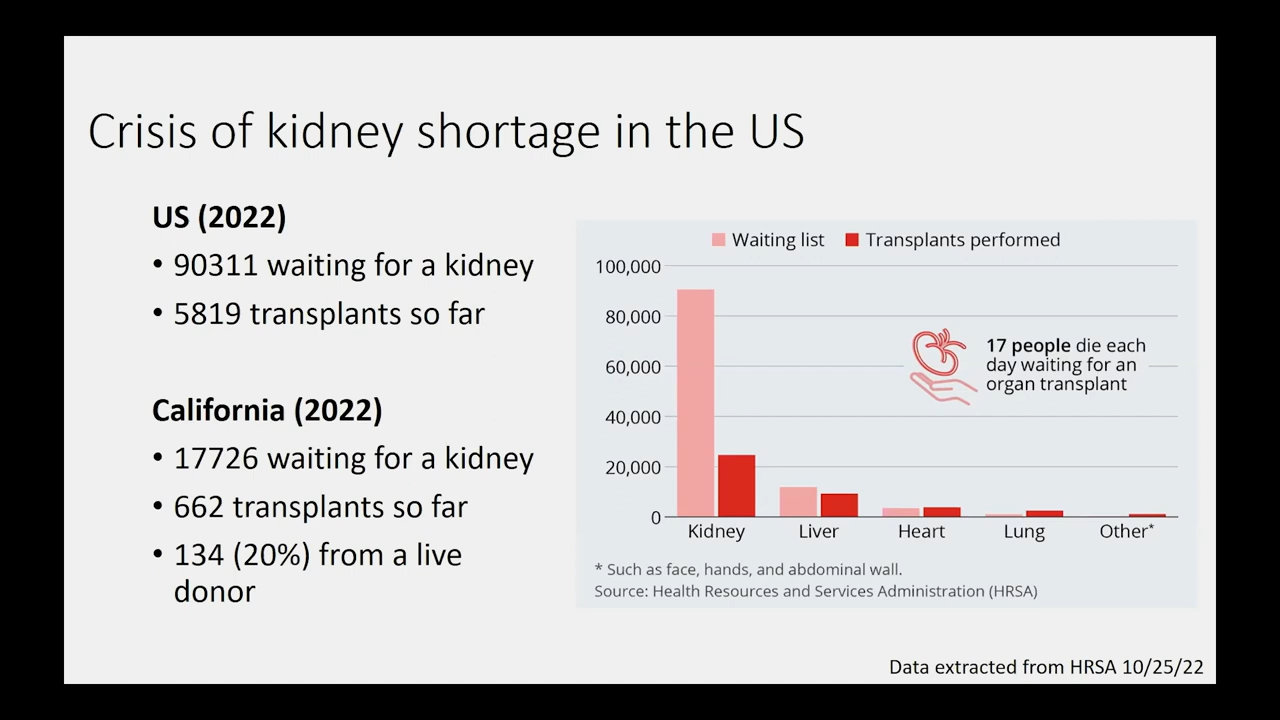 Crisis of kidney shortage in the US
US (2022)
• 90311 waiting for a kidney
• 5819 transplants so far
California (2022)
• 17726 waiting for a kidney
• 662 transplants so far
• 134 (20%) from a live
donor
Waiting list
Transplants performed
100,000
80,000
60,000
40,000
20,000
0
17 people die each
day waiting for an
organ transplant
Kidney
Liver
Heart
Lung
Other*
* Such as face, hands, and abdominal wall.
Source: Health Resources and Services Administration (HRSA)
Data extracted from HRSA 10/25/22